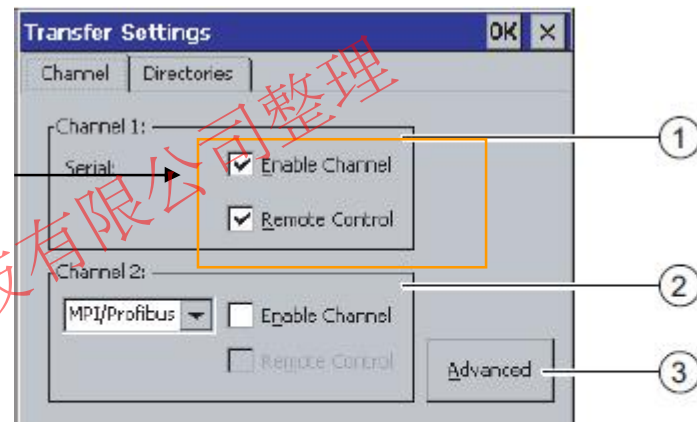 Transfer Settings OK ×
Channel Directories
Channel 1:
Serial: Enable Channel
Remote Control
Channel 2:
MPI/Profibus Enable Channel
Remote Control
Advanced
1
2
3
发有限公司整理